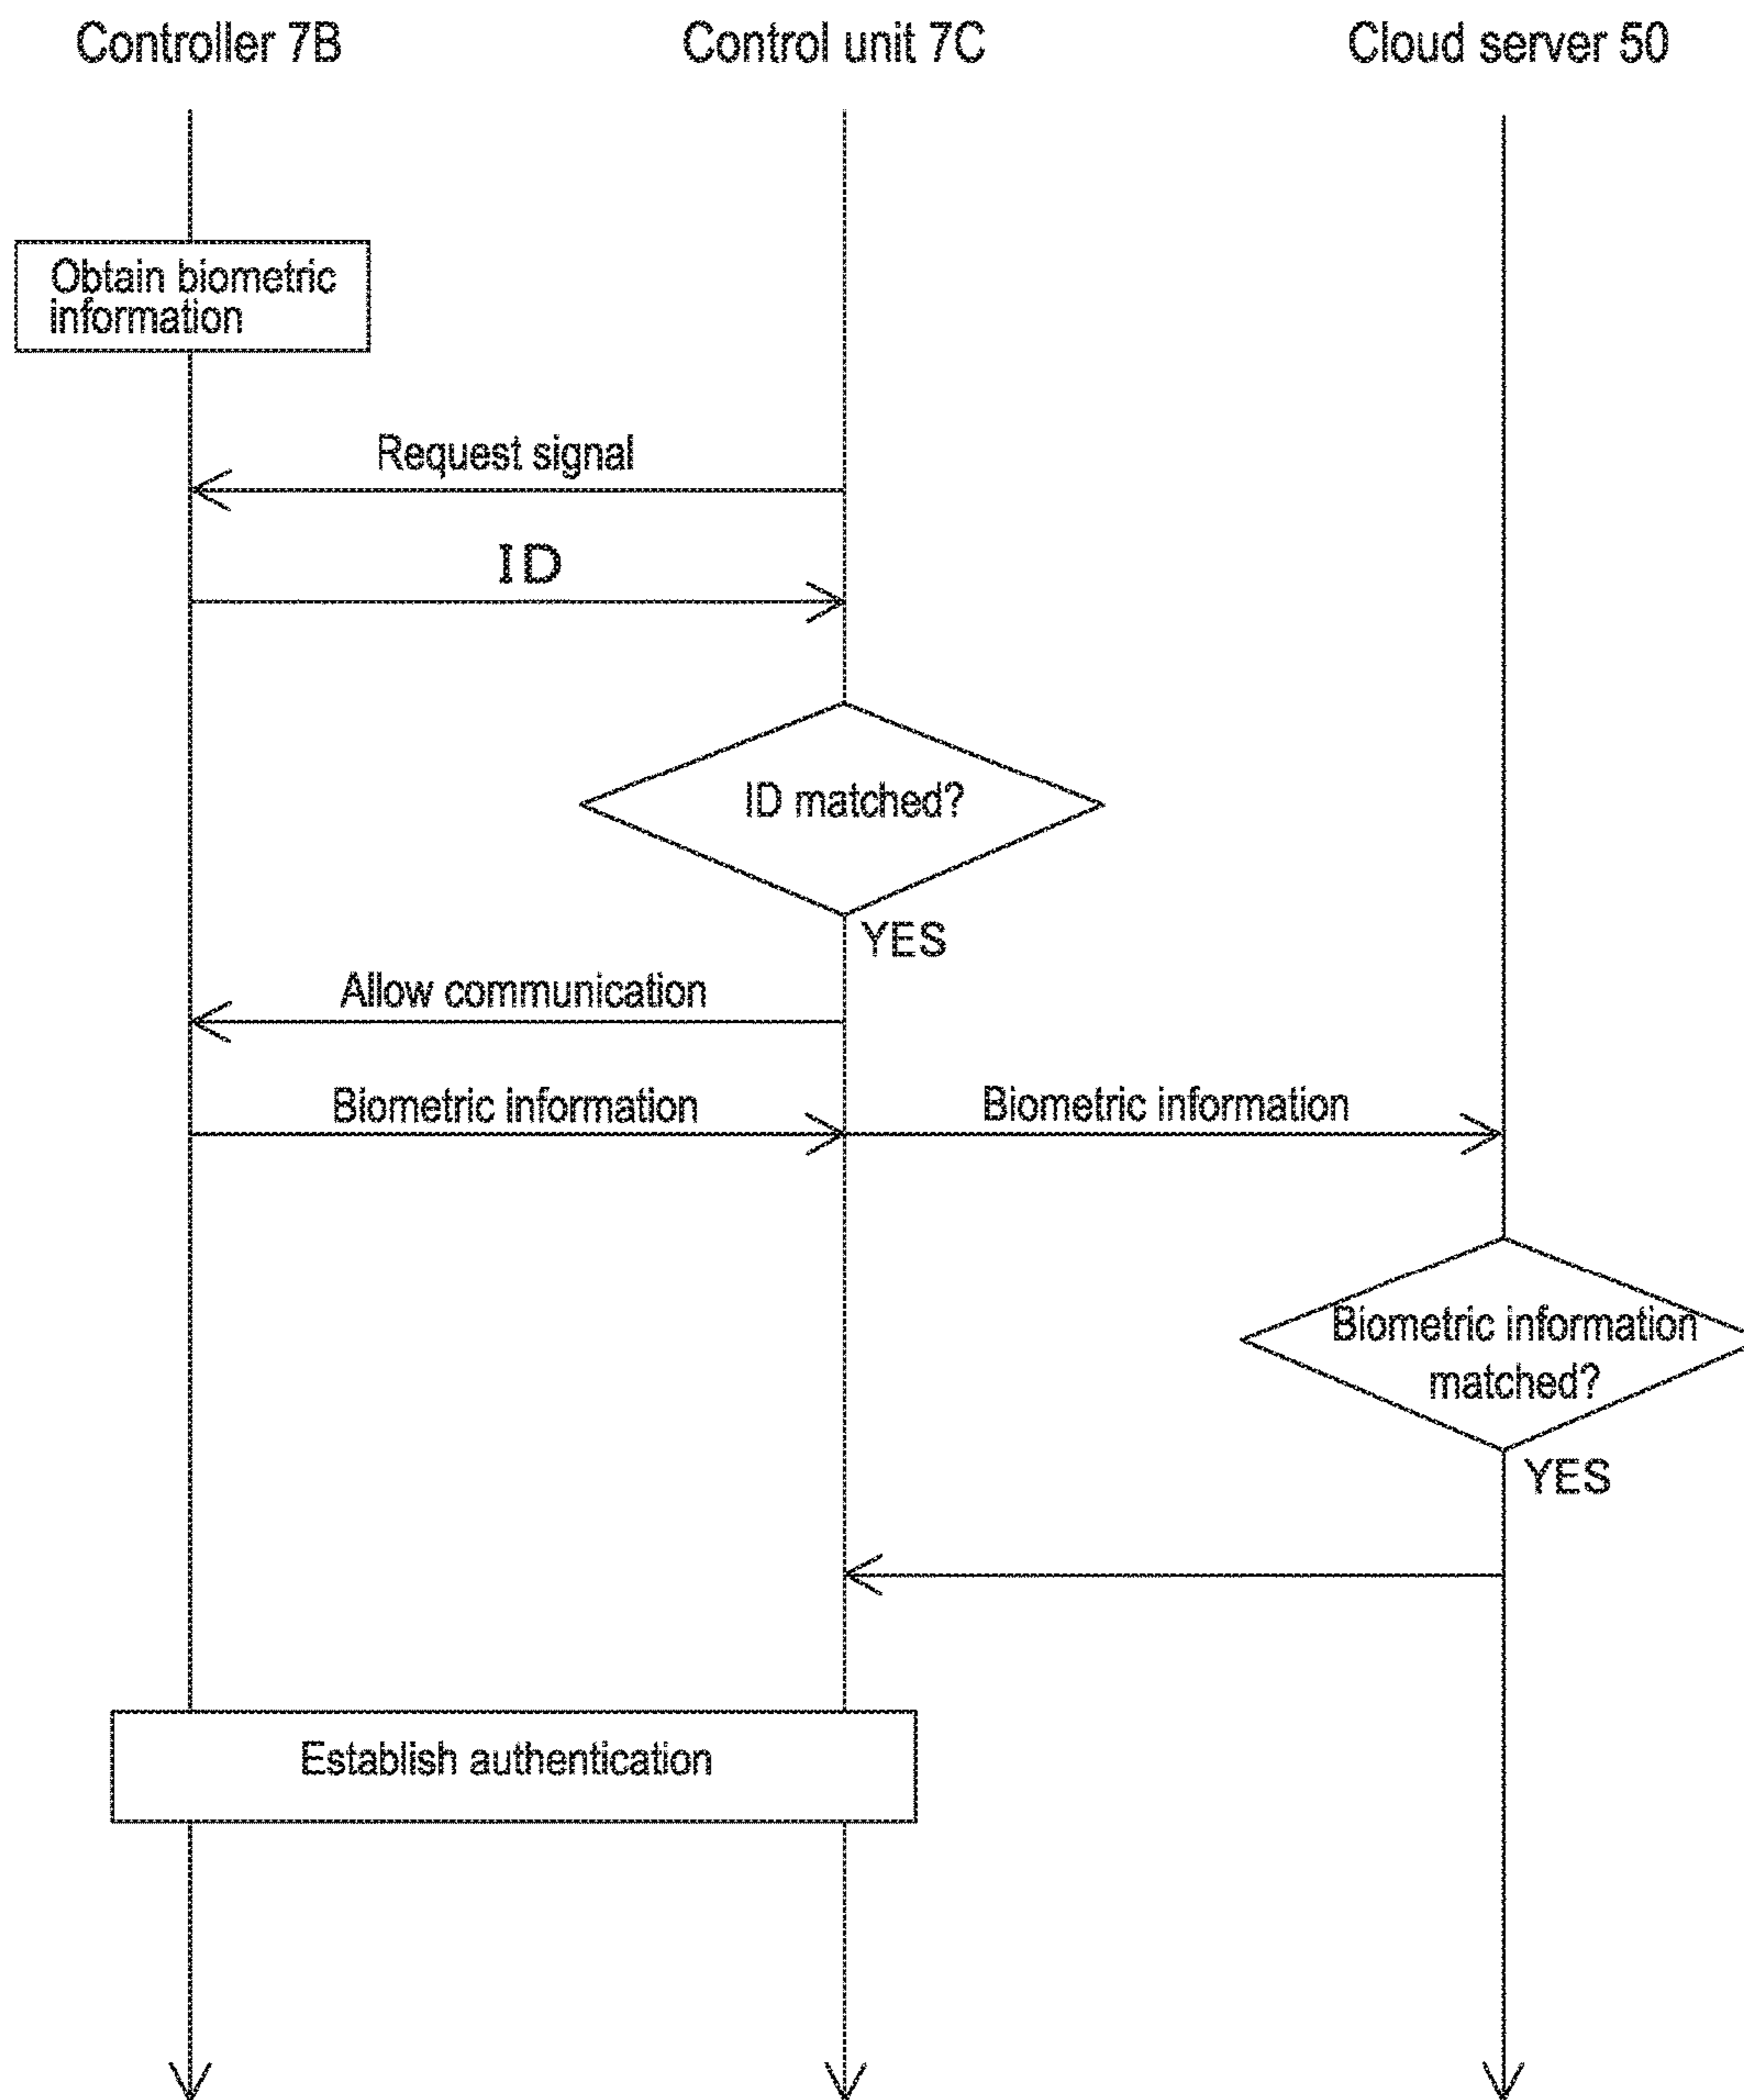 Controller 7B
Control unit 7C
Cloud server 50
Obtain biometric
information
Request signal
ID
ID matched?
YES
Allow communication
Biometric information
Biometric information
Biometric information
matched?
YES
Establish authentication